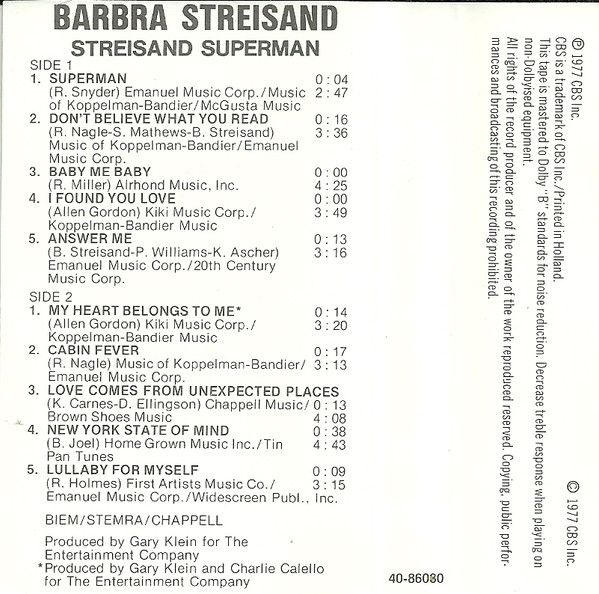 BARBRA STREISAND
STREISAND SUPERMAN
SIDE 1
1. SUPERMAN 0:04
(R. Snyder) Emanuel Music Corp./Music 2:47
of Koppelman-Bandier/McGusta Music
2. DON'T BELIEVE WHAT YOU READ 0:16
(R. Nagle-S. Mathews-B. Streisand) 3:36
Music of Koppelman-Bandier/Emanuel
Music Corp.
3. BABY ME BABY 0:00
(R. Miller) Alrhond Music, Inc. 4:25
4. I FOUND YOU LOVE 0:00
(Allen Gordon) Kiki Music Corp./ 3:49
Koppelman-Bandier Music
5. ANSWER ME 0:13
(B. Streisand-P. Williams-K. Ascher) 3:16
Emanuel Music Corp./20th Century
Music Corp.
SIDE 2
1. MY HEART BELONGS TO ME* 0:14
(Allen Gordon) Kiki Music Corp./ 3:20
Koppelman-Bandier Music
2. CABIN FEVER 0:17
(R. Nagle) Music of Koppelman-Bandier/ 3:13
Emanuel Music Corp.
3. LOVE COMES FROM UNEXPECTED PLACES
(K. Carnes-D. Ellingson) Chappell Music/ 0:13
Brown Shoes Music 4:08
4. NEW YORK STATE OF MIND 0:38
(B. Joel) Home Grown Music Inc./Tin 4:43
Pan Tunes
5. LULLABY FOR MYSELF 0:09
(R. Holmes) First Artists Music Co./ 3:15
Emanuel Music Corp./Widescreen Publ., Inc.
BIEM/STEMRA/CHAPPELL
Produced by Gary Klein for The
Entertainment Company
*Produced by Gary Klein and Charlie Calello
for The Entertainment Company
40-86030
℗ 1977 CBS Inc. © 1977 CBS Inc.
CBS is a trademark of CBS Inc./Printed in Holland.
This tape is mastered to Dolby "B" standards for noise reduction. Decrease treble response when playing on
non-Dolbyised equipment.
All rights of the record producer and of the owner of the work reproduced reserved. Copying, public perfor-
mances and broadcasting of this recording prohibited.